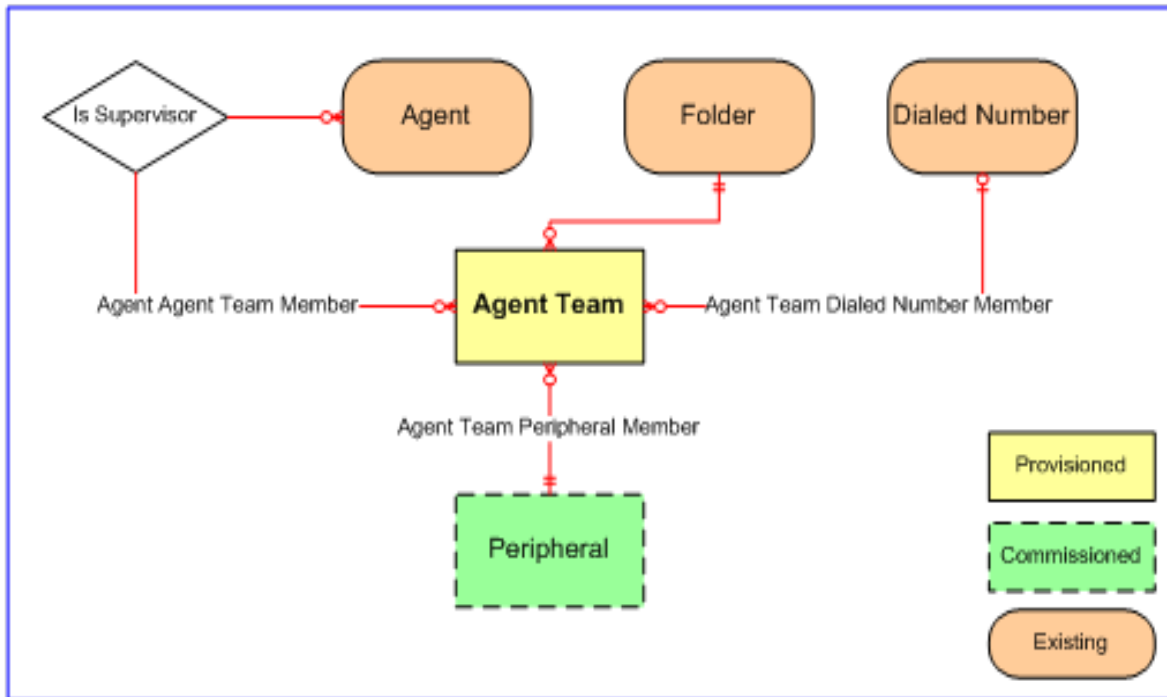 Is Supervisor
Agent
Folder
Dialed Number
Agent Agent Team Member
Agent Team
Agent Team Dialed Number Member
Agent Team Peripheral Member
Provisioned
Peripheral
Commissioned
Existing